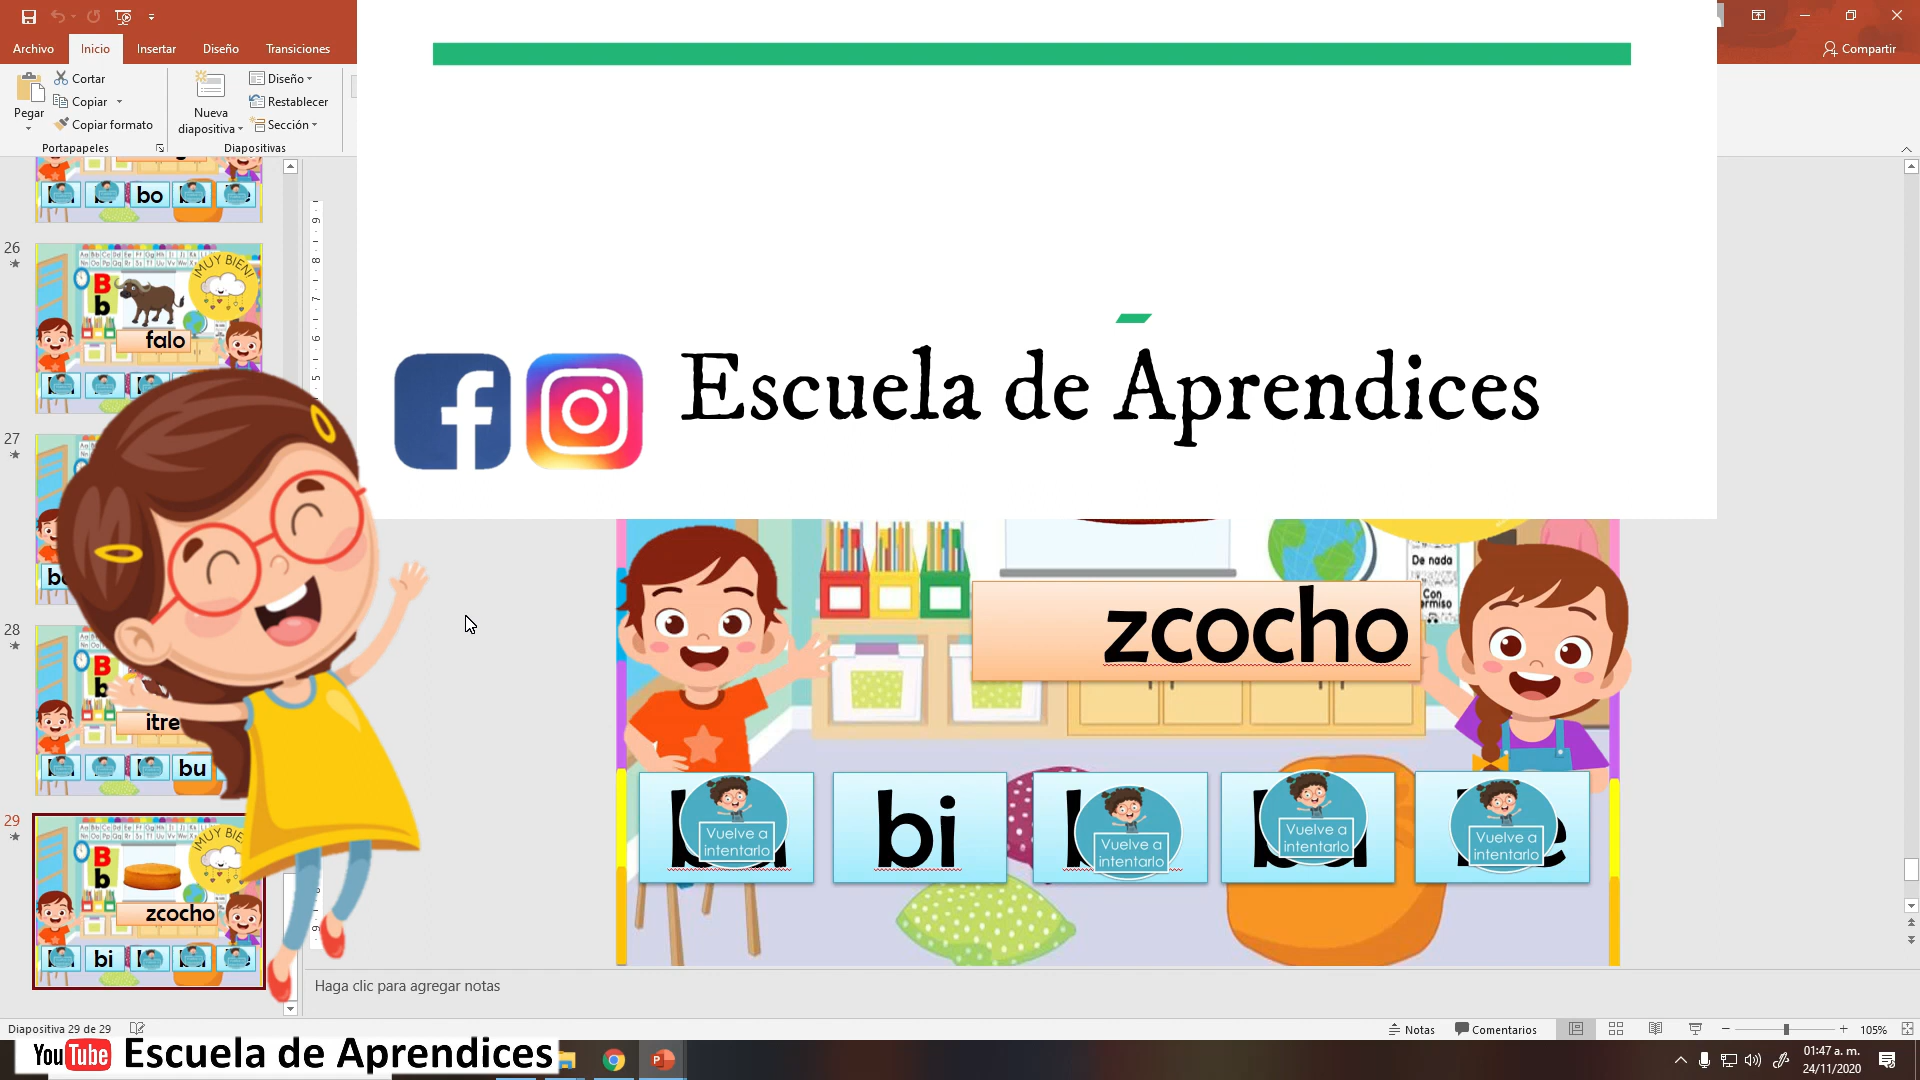 Archivo Inicio Insertar Diseño Transiciones
Compartir
Pegar
Cortar
Copiar
Copiar formato
Portapapeles
Nueva
diapositiva
Diseño
Restablecer
Sección
Diapositivas
Escuela de Aprendices
bo
26
¡MUY BIEN!
B
b
falo
27
28
B
b
itre
bu
29
B
b
zcocho
bi
De nada
Con
zcocho
Vuelve a
intentarlo
bi
Vuelve a
intentarlo
Vuelve a
intentarlo
Vuelve a
intentarlo
Haga clic para agregar notas
Diapositiva 29 de 29
Notas Comentarios 105%
YouTube Escuela de Aprendices
01:47 a. m.
24/11/2020